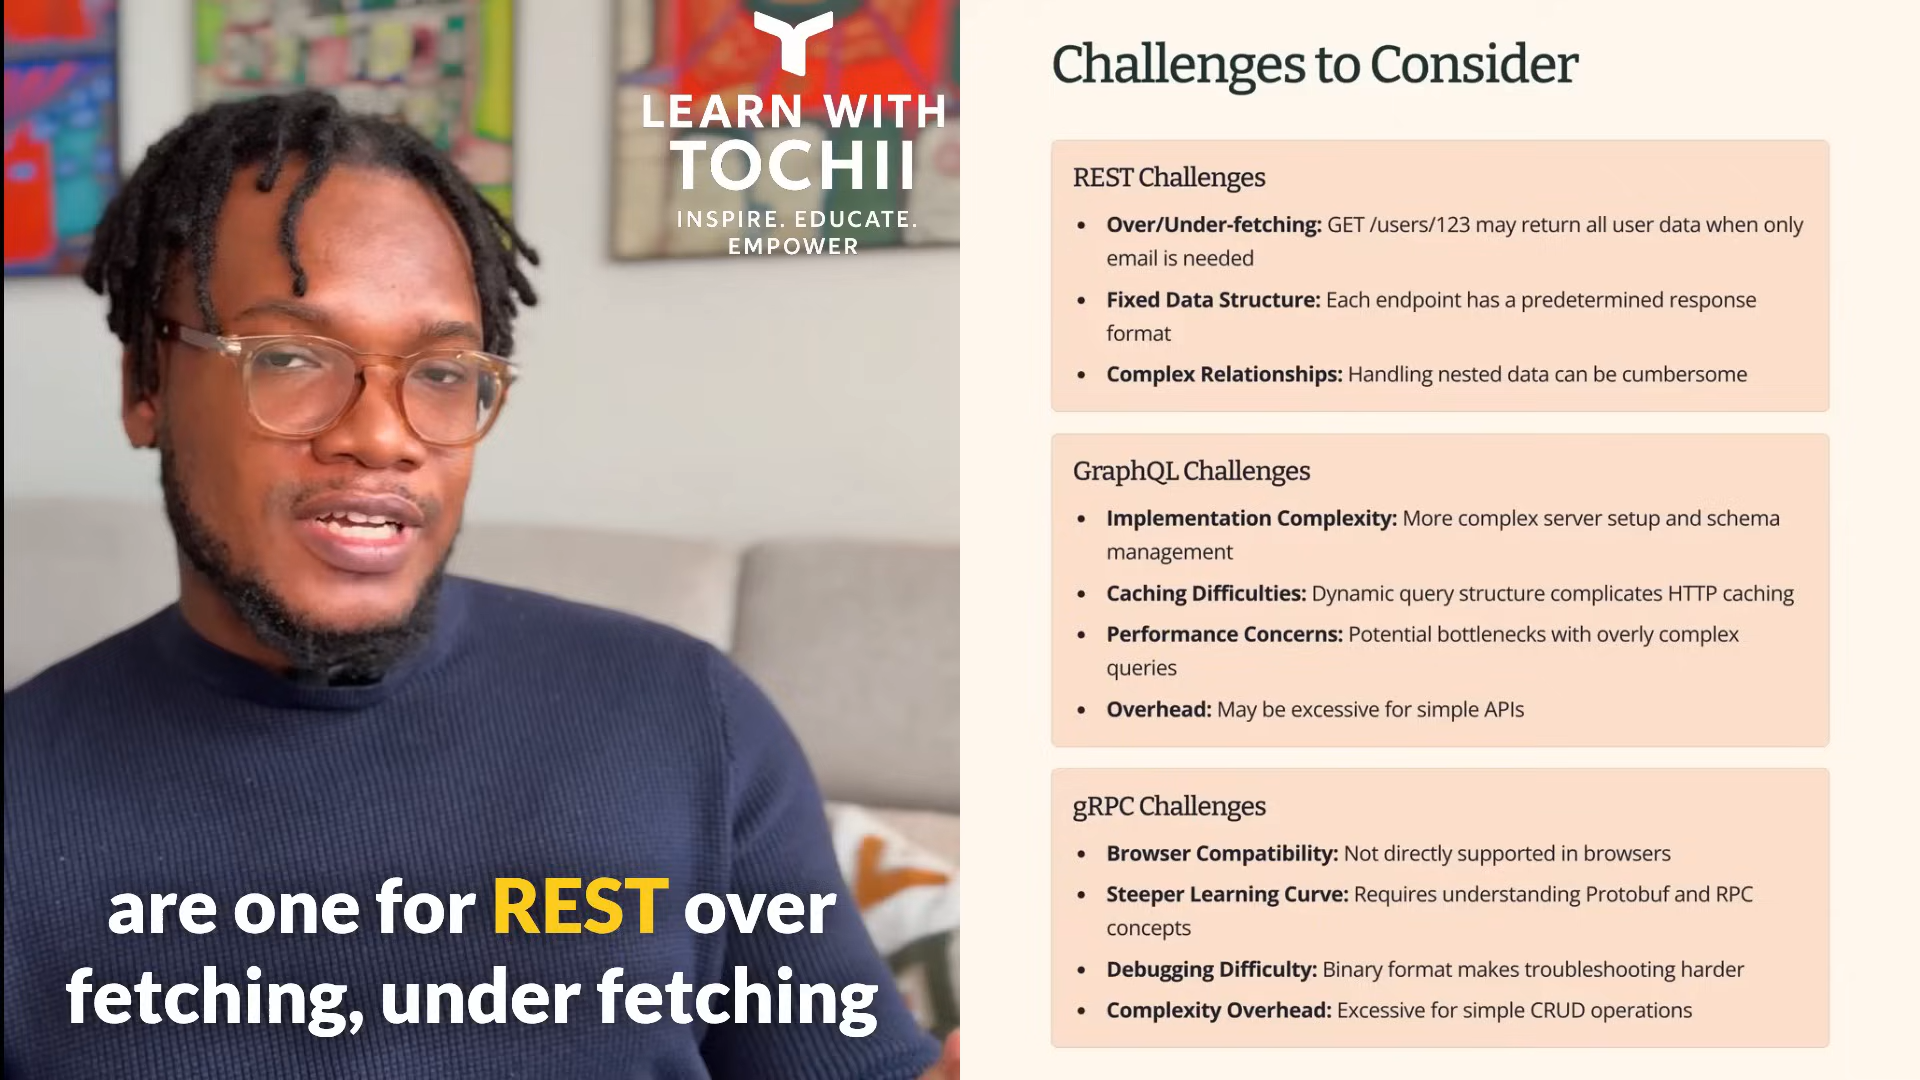 LEARN WITH
TOCHII
INSPIRE. EDUCATE.
EMPOWER
are one for REST over
fetching, under fetching
Challenges to Consider
REST Challenges
• Over/Under-fetching: GET /users/123 may return all user data when only
email is needed
• Fixed Data Structure: Each endpoint has a predetermined response
format
• Complex Relationships: Handling nested data can be cumbersome
GraphQL Challenges
• Implementation Complexity: More complex server setup and schema
management
• Caching Difficulties: Dynamic query structure complicates HTTP caching
• Performance Concerns: Potential bottlenecks with overly complex
queries
• Overhead: May be excessive for simple APIs
gRPC Challenges
• Browser Compatibility: Not directly supported in browsers
• Steeper Learning Curve: Requires understanding Protobuf and RPC
concepts
• Debugging Difficulty: Binary format makes troubleshooting harder
• Complexity Overhead: Excessive for simple CRUD operations